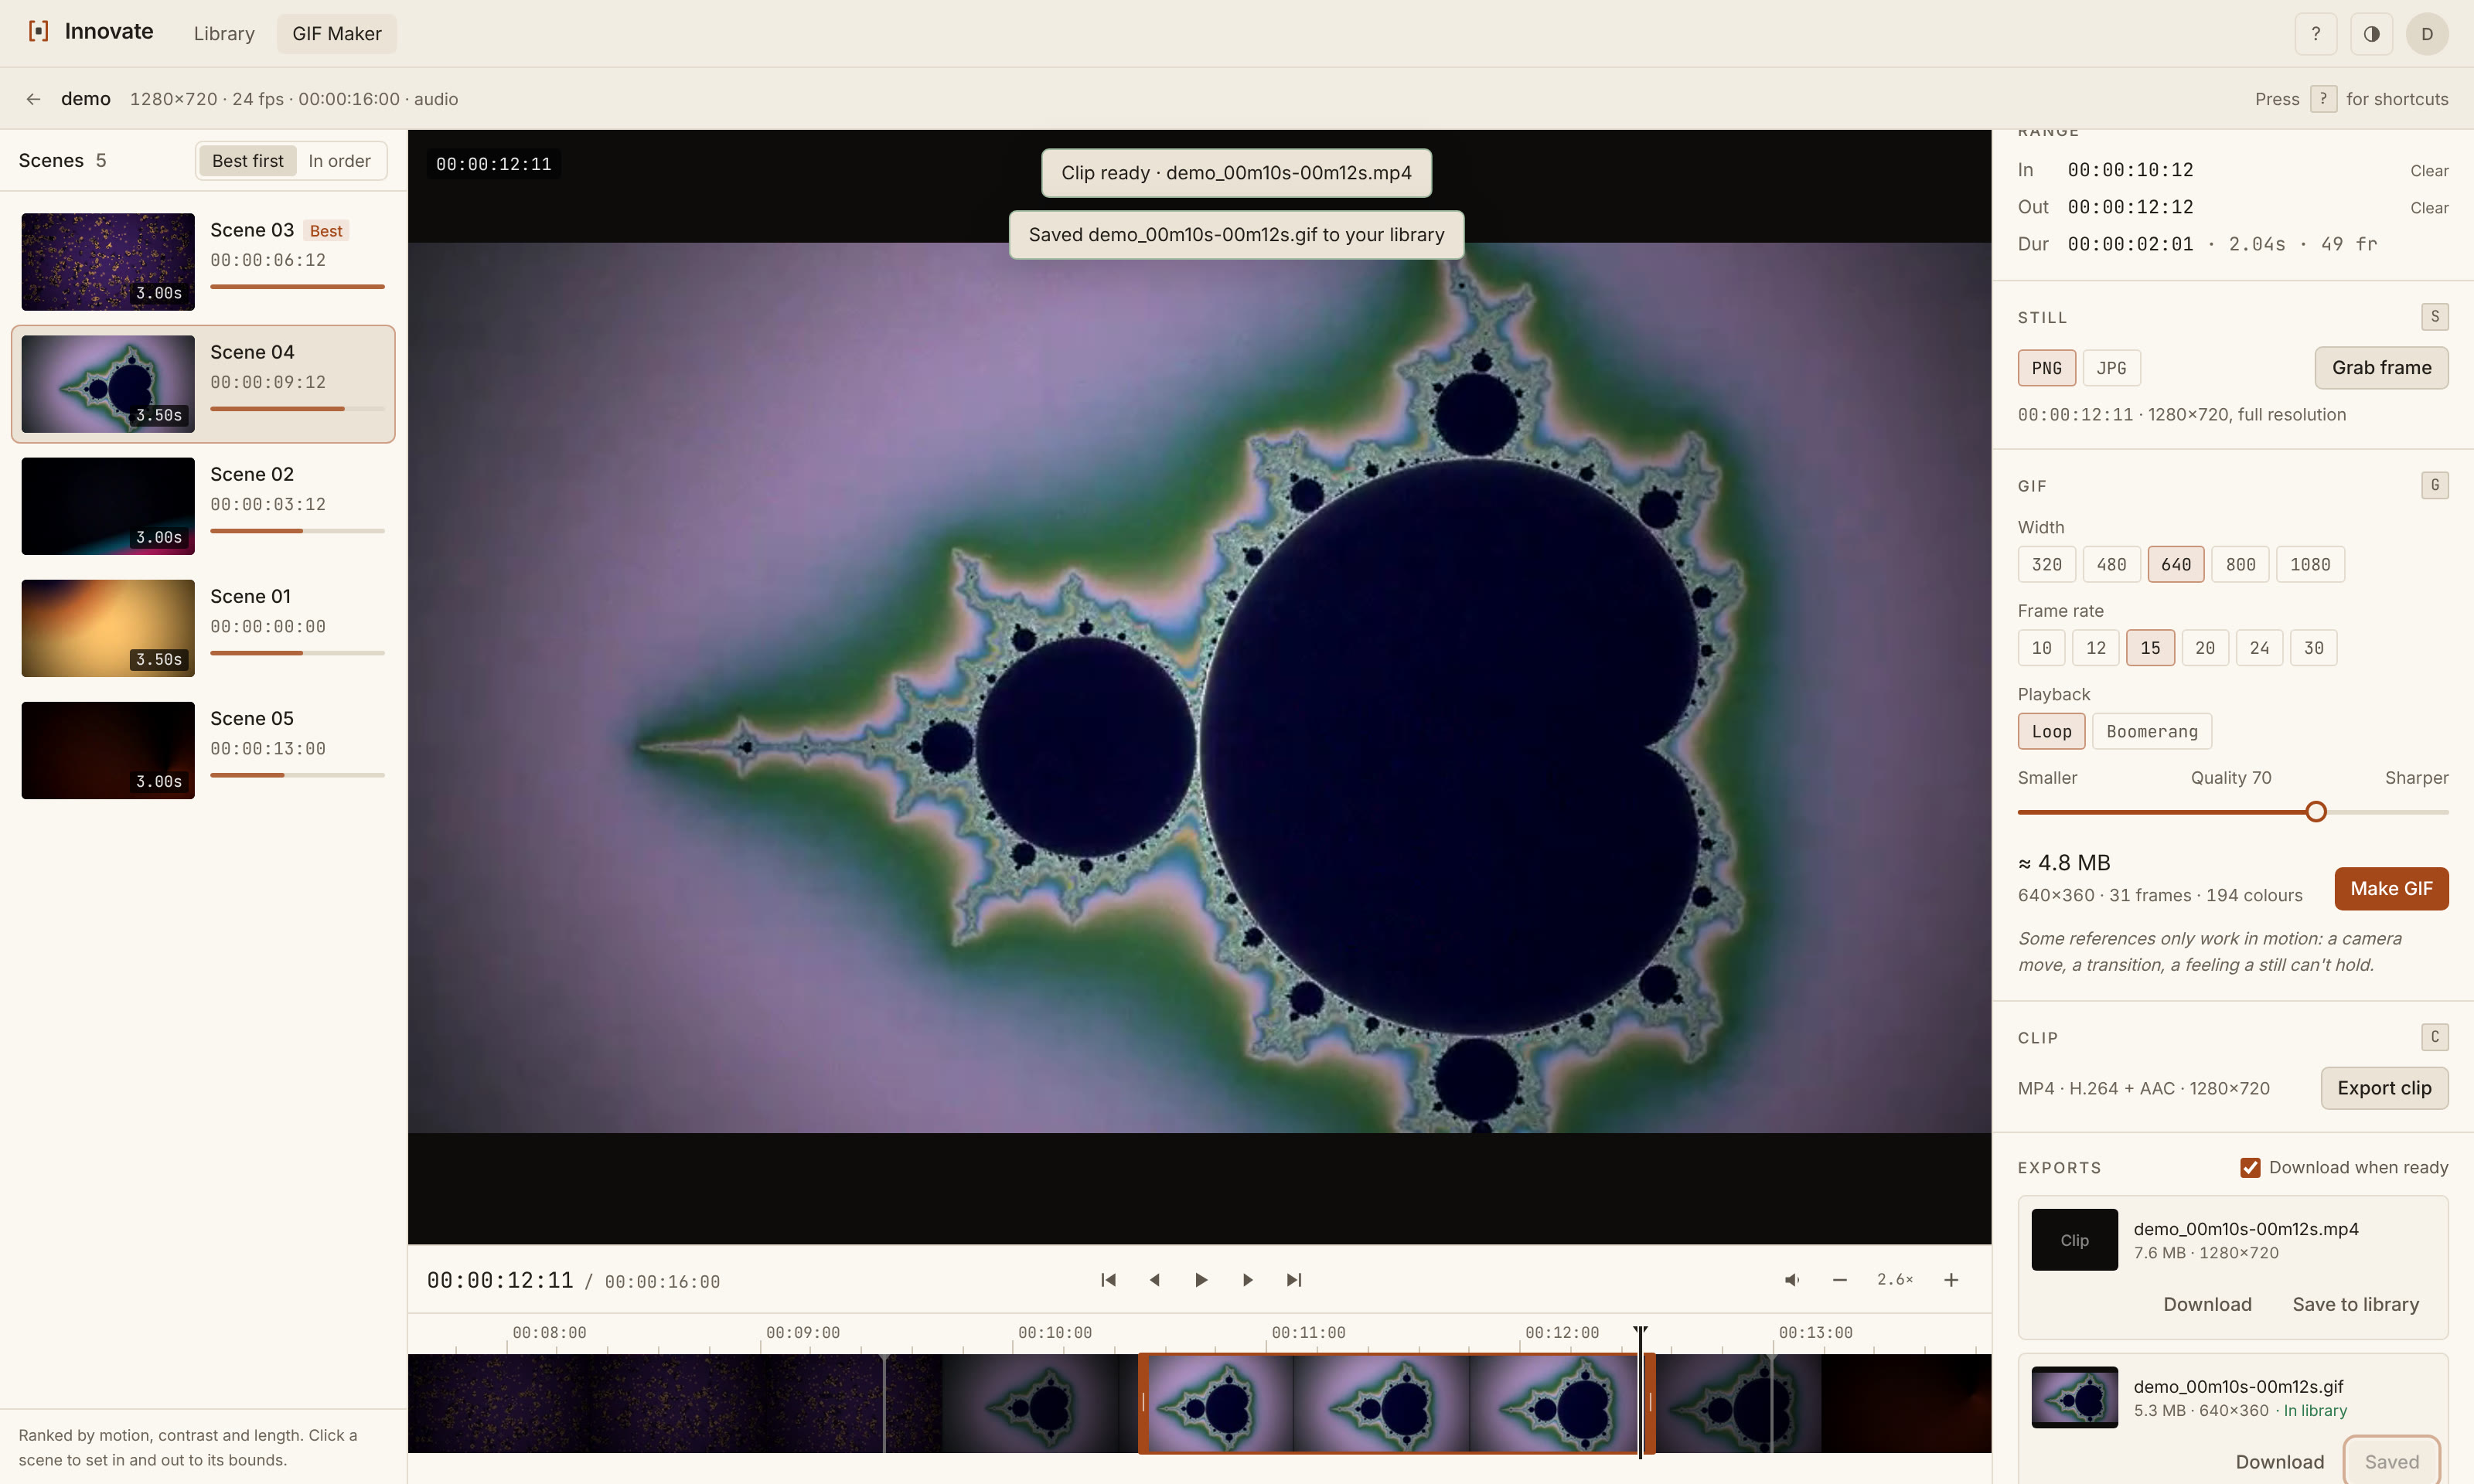 Innovate Library GIF Maker ? D
demo 1280×720 · 24 fps · 00:00:16:00 · audio Press ? for shortcuts
Scenes 5 Best first In order
3.00s
Scene 03 Best
00:00:06:12
3.50s
Scene 04
00:00:09:12
3.00s
Scene 02
00:00:03:12
3.50s
Scene 01
00:00:00:00
3.00s
Scene 05
00:00:13:00
Ranked by motion, contrast and length. Click a
scene to set in and out to its bounds.
00:00:12:11
Clip ready · demo_00m10s-00m12s.mp4
Saved demo_00m10s-00m12s.gif to your library
00:00:12:11 / 00:00:16:00
2.6×
00:08:00 00:09:00 00:10:00 00:11:00 00:12:00 00:13:00
RANGE
In 00:00:10:12 Clear
Out 00:00:12:12 Clear
Dur 00:00:02:01 · 2.04s · 49 fr
STILL S
PNG JPG Grab frame
00:00:12:11 · 1280×720, full resolution
GIF G
Width
320 480 640 800 1080
Frame rate
10 12 15 20 24 30
Playback
Loop Boomerang
Smaller Quality 70 Sharper
≈ 4.8 MB
640×360 · 31 frames · 194 colours
Make GIF
Some references only work in motion: a camera
move, a transition, a feeling a still can't hold.
CLIP C
MP4 · H.264 + AAC · 1280×720 Export clip
EXPORTS Download when ready
Clip
demo_00m10s-00m12s.mp4
7.6 MB · 1280×720
Download Save to library
demo_00m10s-00m12s.gif
5.3 MB · 640×360 · In library
Download Saved